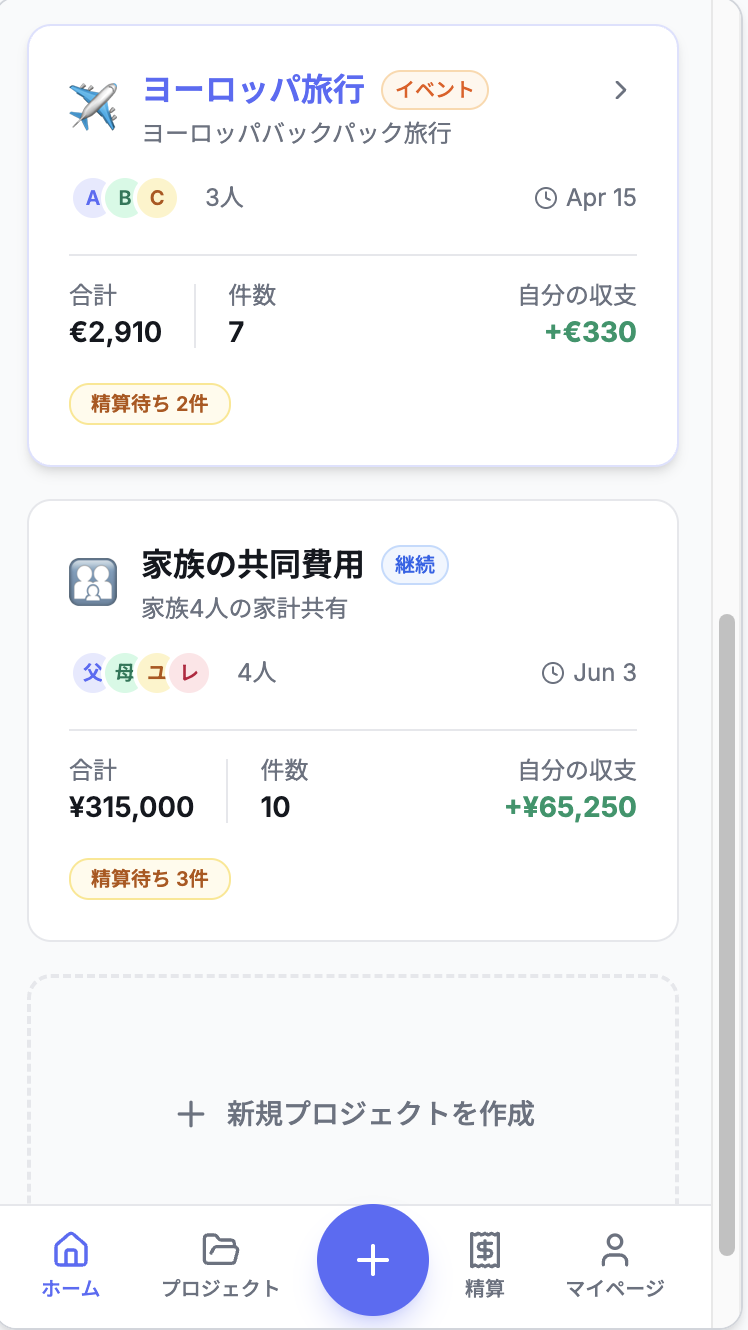 ヨーロッパ旅行 イベント
ヨーロッパバックパック旅行
A B C 3人 Apr 15
合計 件数 自分の収支
€2,910 7 +€330
精算待ち 2件
家族の共同費用 継続
家族4人の家計共有
父 母 ユ レ 4人 Jun 3
合計 件数 自分の収支
¥315,000 10 +¥65,250
精算待ち 3件
+ 新規プロジェクトを作成
ホーム プロジェクト + 精算 マイページ